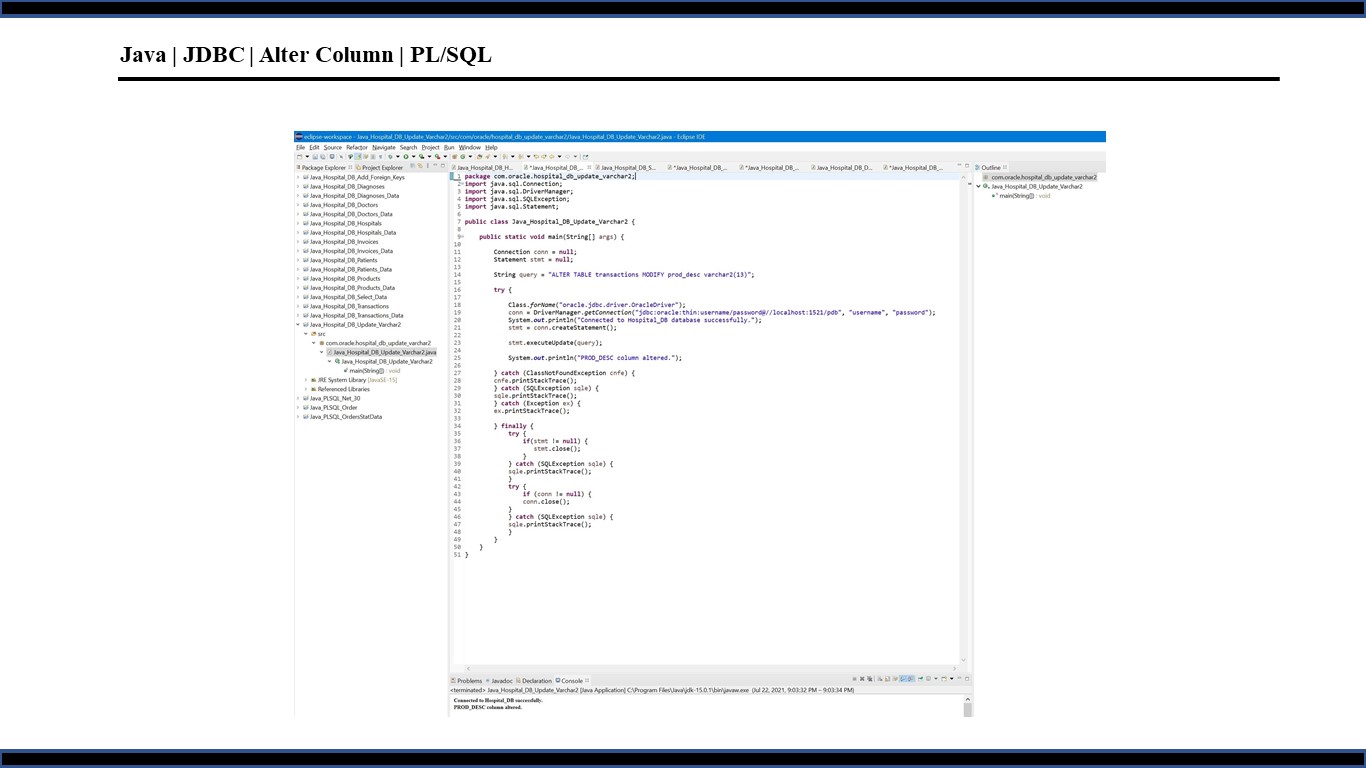 Java | JDBC | Alter Column | PL/SQL
eclipse-workspace - Java_Hospital_DB_Update_Varchar2/src/com/oracle/hospital_db_update_varchar2/Java_Hospital_DB_Update_Varchar2.java - Eclipse IDE
File Edit Source Refactor Navigate Search Project Run Window Help
Package Explorer Project Explorer
Java_Hospital_DB_Add_Foreign_Keys
Java_Hospital_DB_Diagnoses
Java_Hospital_DB_Diagnoses_Data
Java_Hospital_DB_Doctors
Java_Hospital_DB_Doctors_Data
Java_Hospital_DB_Hospitals
Java_Hospital_DB_Hospitals_Data
Java_Hospital_DB_Invoices
Java_Hospital_DB_Invoices_Data
Java_Hospital_DB_Patients
Java_Hospital_DB_Patients_Data
Java_Hospital_DB_Products
Java_Hospital_DB_Products_Data
Java_Hospital_DB_Select_Data
Java_Hospital_DB_Transactions
Java_Hospital_DB_Transactions_Data
Java_Hospital_DB_Update_Varchar2
src
com.oracle.hospital_db_update_varchar2
Java_Hospital_DB_Update_Varchar2.java
Java_Hospital_DB_Update_Varchar2
main(String[]) : void
JRE System Library [JavaSE-15]
Referenced Libraries
Java_PLSQL_Net_30
Java_PLSQL_Order
Java_PLSQL_OrdersStatData
Java_Hospital_DB_H... *Java_Hospital_DB_... Java_Hospital_DB_S... *Java_Hospital_DB_... *Java_Hospital_DB_... Java_Hospital_DB_D... *Java_Hospital_DB_...
1 package com.oracle.hospital_db_update_varchar2;
2 import java.sql.Connection;
3 import java.sql.DriverManager;
4 import java.sql.SQLException;
5 import java.sql.Statement;
6
7 public class Java_Hospital_DB_Update_Varchar2 {
8
9 public static void main(String[] args) {
10
11 Connection conn = null;
12 Statement stmt = null;
13
14 String query = "ALTER TABLE transactions MODIFY prod_desc varchar2(13)";
15
16 try {
17
18 Class.forName("oracle.jdbc.driver.OracleDriver");
19 conn = DriverManager.getConnection("jdbc:oracle:thin:username/password@//localhost:1521/pdb", "username", "password");
20 System.out.println("Connected to Hospital_DB database successfully.");
21 stmt = conn.createStatement();
22
23 stmt.executeUpdate(query);
24
25 System.out.println("PROD_DESC column altered.");
26
27 } catch (ClassNotFoundException cnfe) {
28 cnfe.printStackTrace();
29 } catch (SQLException sqle) {
30 sqle.printStackTrace();
31 } catch (Exception ex) {
32 ex.printStackTrace();
33
34 } finally {
35 try {
36 if(stmt != null) {
37 stmt.close();
38 }
39 } catch (SQLException sqle) {
40 sqle.printStackTrace();
41 }
42 try {
43 if (conn != null) {
44 conn.close();
45 }
46 } catch (SQLException sqle) {
47 sqle.printStackTrace();
48 }
49 }
50 }
51 }
Outline
com.oracle.hospital_db_update_varchar2
Java_Hospital_DB_Update_Varchar2
main(String[]) : void
Problems Javadoc Declaration Console
<terminated> Java_Hospital_DB_Update_Varchar2 [Java Application] C:\Program Files\Java\jdk-15.0.1\bin\javaw.exe (Jul 22, 2021, 9:03:32 PM – 9:03:34 PM)
Connected to Hospital_DB successfully.
PROD_DESC column altered.